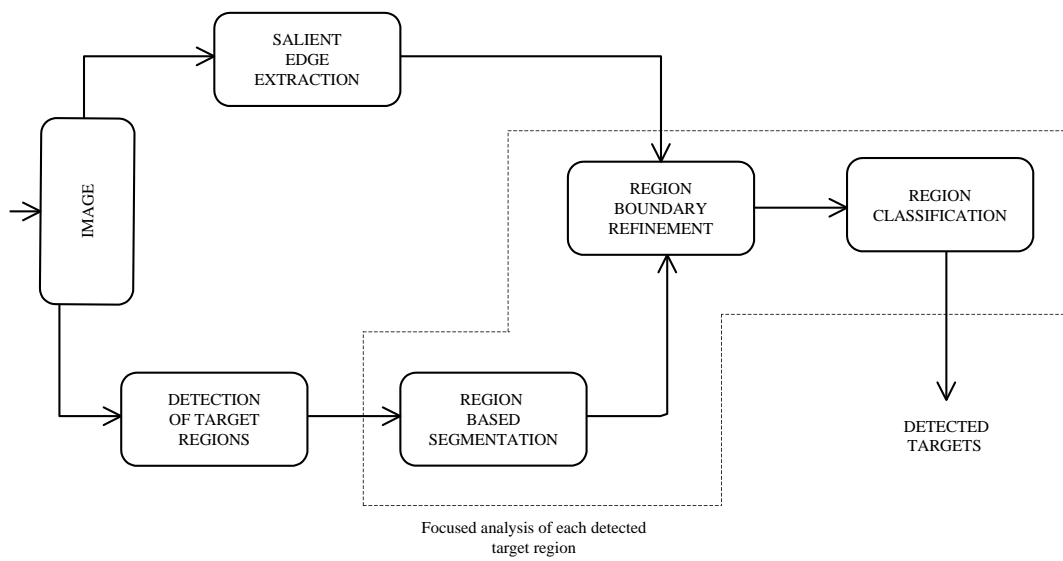 SALIENT
EDGE
EXTRACTION
IMAGE
REGION
BOUNDARY
REFINEMENT
REGION
CLASSIFICATION
DETECTION
OF TARGET
REGIONS
REGION
BASED
SEGMENTATION
DETECTED
TARGETS
Focused analysis of each detected
target region